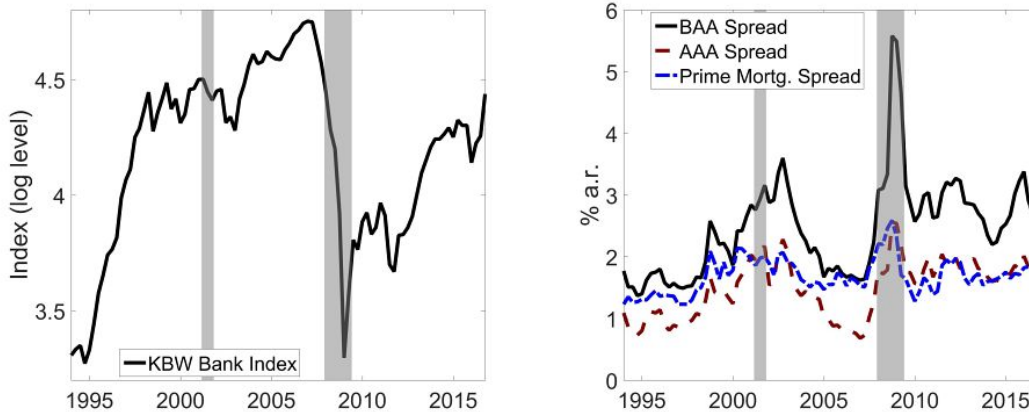 Index (log level)
4.5
4
3.5
1995 2000 2005 2010 2015
KBW Bank Index
% a.r.
6
5
4
3
2
1
0
1995 2000 2005 2010 2015
BAA Spread
AAA Spread
Prime Mortg. Spread